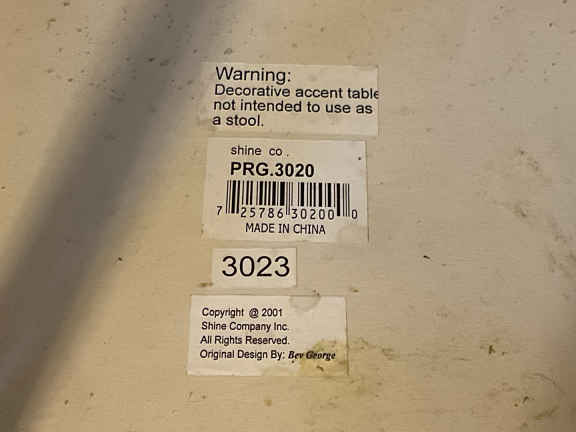 Warning:
Decorative accent table
not intended to use as
a stool.
shine co.
PRG.3020
7 25786 30200 0
MADE IN CHINA
3023
Copyright @ 2001
Shine Company Inc.
All Rights Reserved.
Original Design By: Bev George